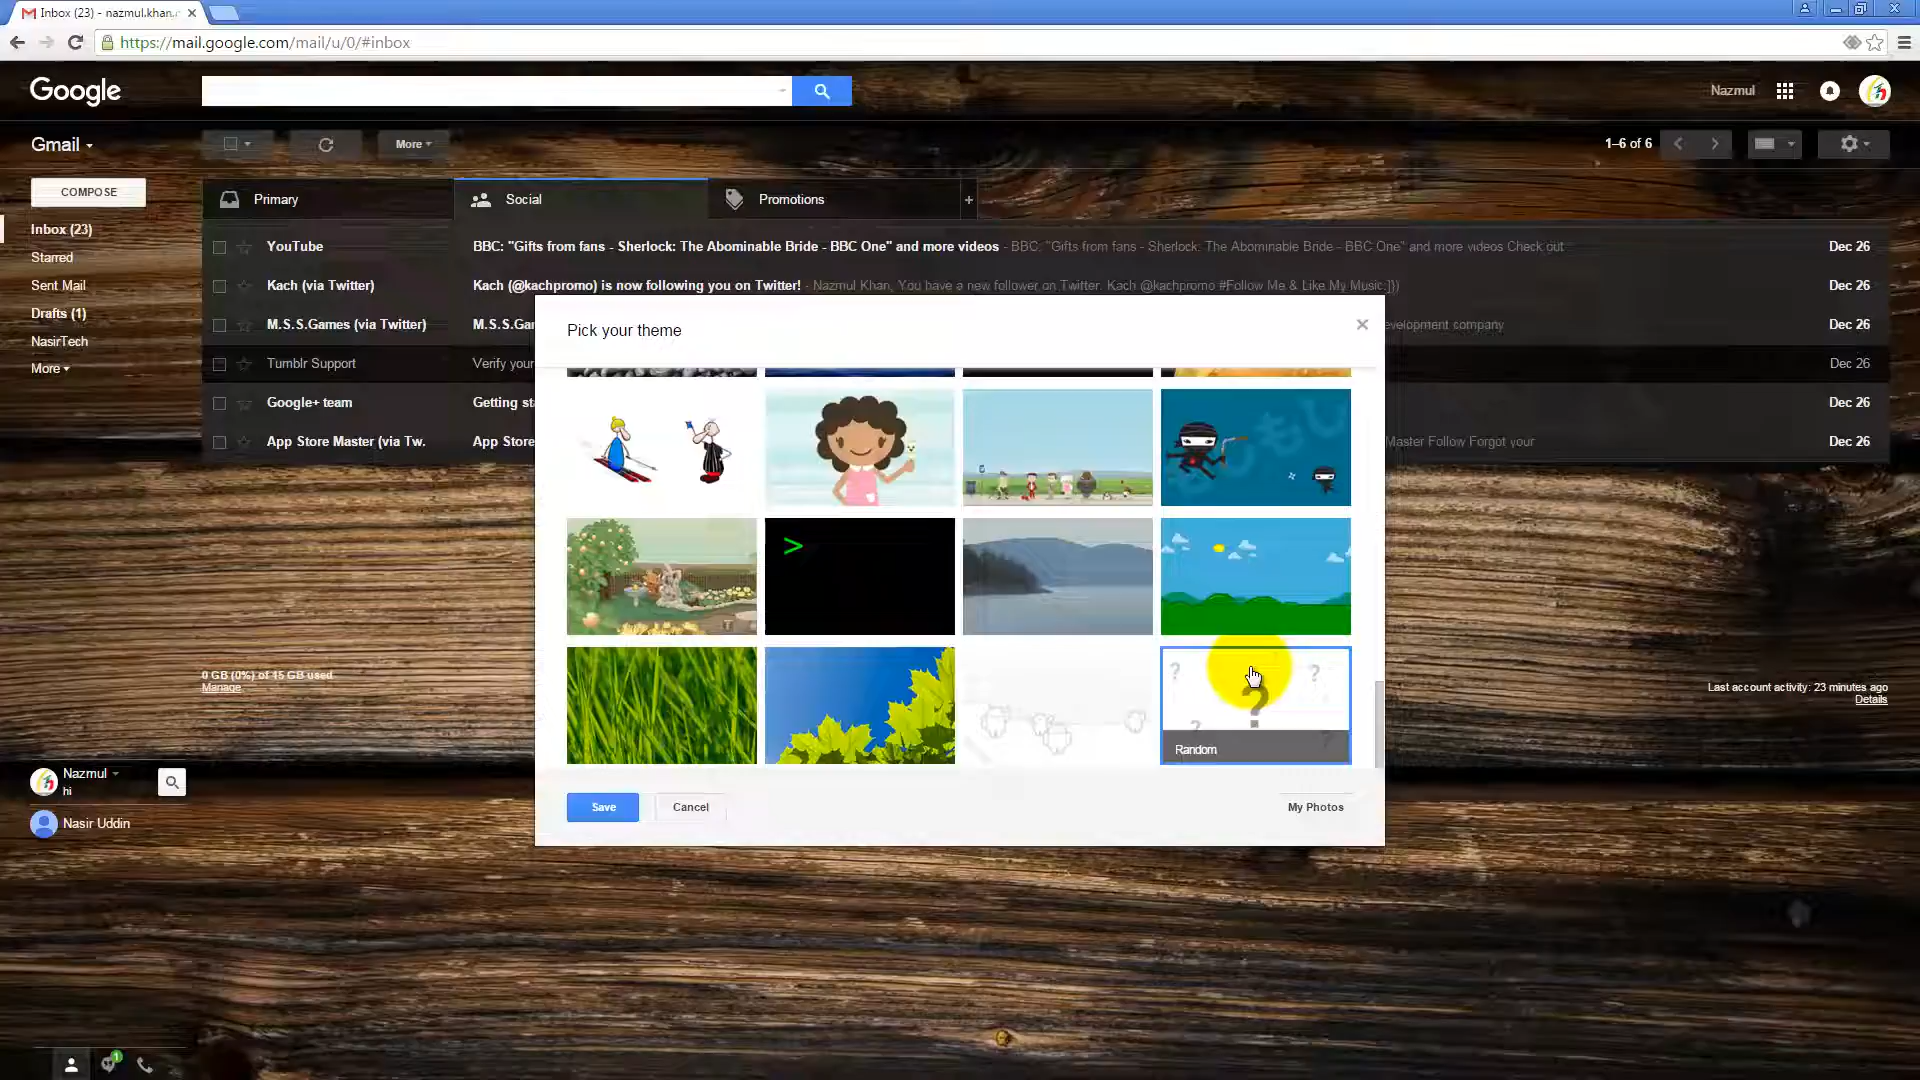 Inbox (23) - nazmul.khan.
https://mail.google.com/mail/u/0/#inbox
Google
Nazmul
Gmail
More
1–6 of 6
COMPOSE
Primary
Social
Promotions
+
Inbox (23)
Starred
Sent Mail
Drafts (1)
NasirTech
More
YouTube BBC: "Gifts from fans - Sherlock: The Abominable Bride - BBC One" and more videos - BBC: "Gifts from fans - Sherlock: The Abominable Bride - BBC One" and more videos Check out Dec 26
Kach (via Twitter) Kach (@kachpromo) is now following you on Twitter! - Nazmul Khan, You have a new follower on Twitter. Kach @kachpromo #Follow Me & Like My Music:]}) Dec 26
M.S.S.Games (via Twitter) M.S.S.Gar evelopment company Dec 26
Tumblr Support Verify your Dec 26
Google+ team Getting st Dec 26
App Store Master (via Tw. App Store Master Follow Forgot your Dec 26
Pick your theme
>
? ? ? ?
Random
Save
Cancel
My Photos
0 GB (0%) of 15 GB used
Manage
Last account activity: 23 minutes ago
Details
Nazmul
hi
Nasir Uddin
1